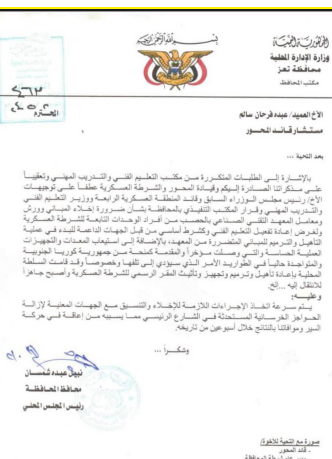 بسم الله الرحمن الرحيم
الجمهورية اليمنية
وزارة الإدارة المحلية
محافظة تعز
مكتب المحافظ
الأخ العميد/ عبده فرحان سالم
المحترم
مستشار قائد المحور
بعد التحية ...
بالإشارة إلى الطلبات المتكررة من مكتب التعليم الفني والتدريب المهني وتعقيباً
على مذكراتنا الصادرة إليكم وقيادة المحور والشرطة العسكرية عطفاً على توجيهات
الأخ/ رئيس مجلس الوزراء السابق وقائد المنطقة العسكرية الرابعة ووزير التعليم الفني
والتدريب المهني وقرار المكتب التنفيذي بالمحافظة بشأن ضرورة إخلاء المباني وورش
ومعامل المعهد التقني الصناعي بالحصب من أفراد الوحدات التابعة للشرطة العسكرية
ولغرض إعادة تفعيل التعليم الفني وكشرط أساسي من قبل الجهات الداعمة للبدء في عملية
التأهيل والترميم للمباني المتضررة من المعهد، بالإضافة إلى استيعاب المعدات والتجهيزات
العملية الحساسة والتي وصلت مؤخراً والمقدمة كمنحة من جمهورية كوريا الجنوبية
والمتواجدة حالياً في الطواريد الأمر الذي سيؤدي إلى تلفها وخصوصاً وقد قامت السلطة
المحلية بإعادة تأهيل وترميم وتجهيز وتأثيث المقر الرسمي للشرطة العسكرية وأصبح جاهزاً
للانتقال إليه ...إلخ.
وعليه:
يتم سرعة اتخاذ الإجراءات اللازمة للإخلاء والتنسيق مع الجهات المعنية لإزالة
الحواجز الخرسانية المستحدثة في الشارع الرئيسي مما يسببه من إعاقة في حركة
السير وموافاتنا بالنتائج خلال أسبوعين من تاريخه.
وشكراً ...
نبيل عبده شمسان
محافظ المحافظة
رئيس المجلس المحلي
صورة مع التحية للأخوة/
- قائد المحور